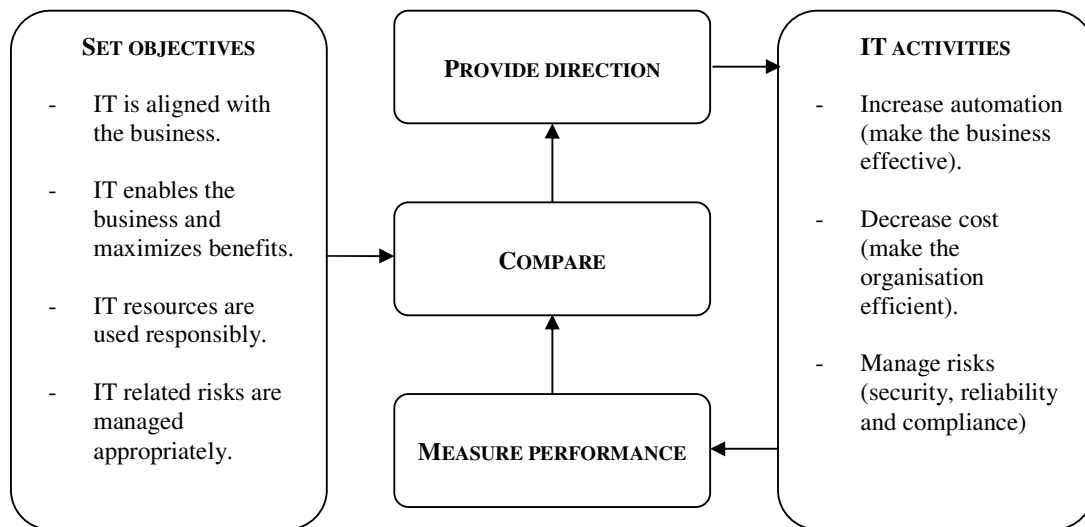 SET OBJECTIVES
- IT is aligned with
the business.
- IT enables the
business and
maximizes benefits.
- IT resources are
used responsibly.
- IT related risks are
managed
appropriately.
PROVIDE DIRECTION
COMPARE
MEASURE PERFORMANCE
IT ACTIVITIES
- Increase automation
(make the business
effective).
- Decrease cost
(make the
organisation
efficient).
- Manage risks
(security, reliability
and compliance)